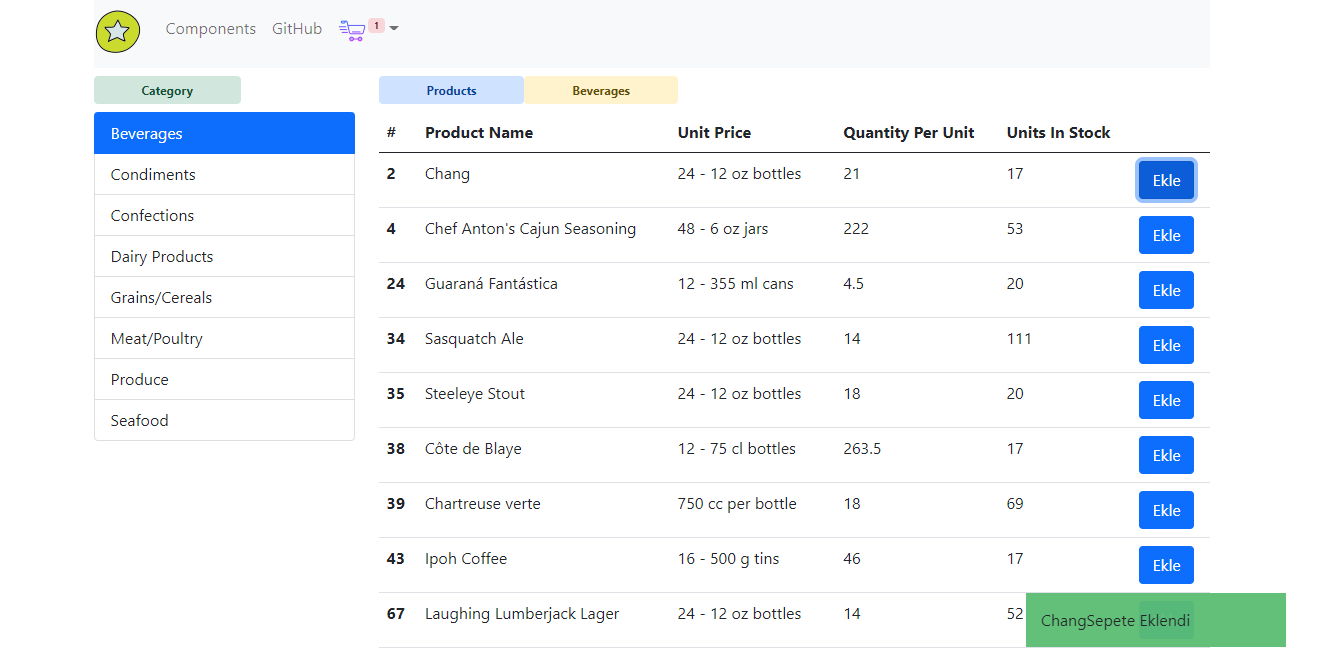 Components GitHub 1
Category Products Beverages
Beverages
Condiments
Confections
Dairy Products
Grains/Cereals
Meat/Poultry
Produce
Seafood
# Product Name Unit Price Quantity Per Unit Units In Stock
2 Chang 24 - 12 oz bottles 21 17 Ekle
4 Chef Anton's Cajun Seasoning 48 - 6 oz jars 222 53 Ekle
24 Guaraná Fantástica 12 - 355 ml cans 4.5 20 Ekle
34 Sasquatch Ale 24 - 12 oz bottles 14 111 Ekle
35 Steeleye Stout 24 - 12 oz bottles 18 20 Ekle
38 Côte de Blaye 12 - 75 cl bottles 263.5 17 Ekle
39 Chartreuse verte 750 cc per bottle 18 69 Ekle
43 Ipoh Coffee 16 - 500 g tins 46 17 Ekle
67 Laughing Lumberjack Lager 24 - 12 oz bottles 14 52
ChangSepete Eklendi